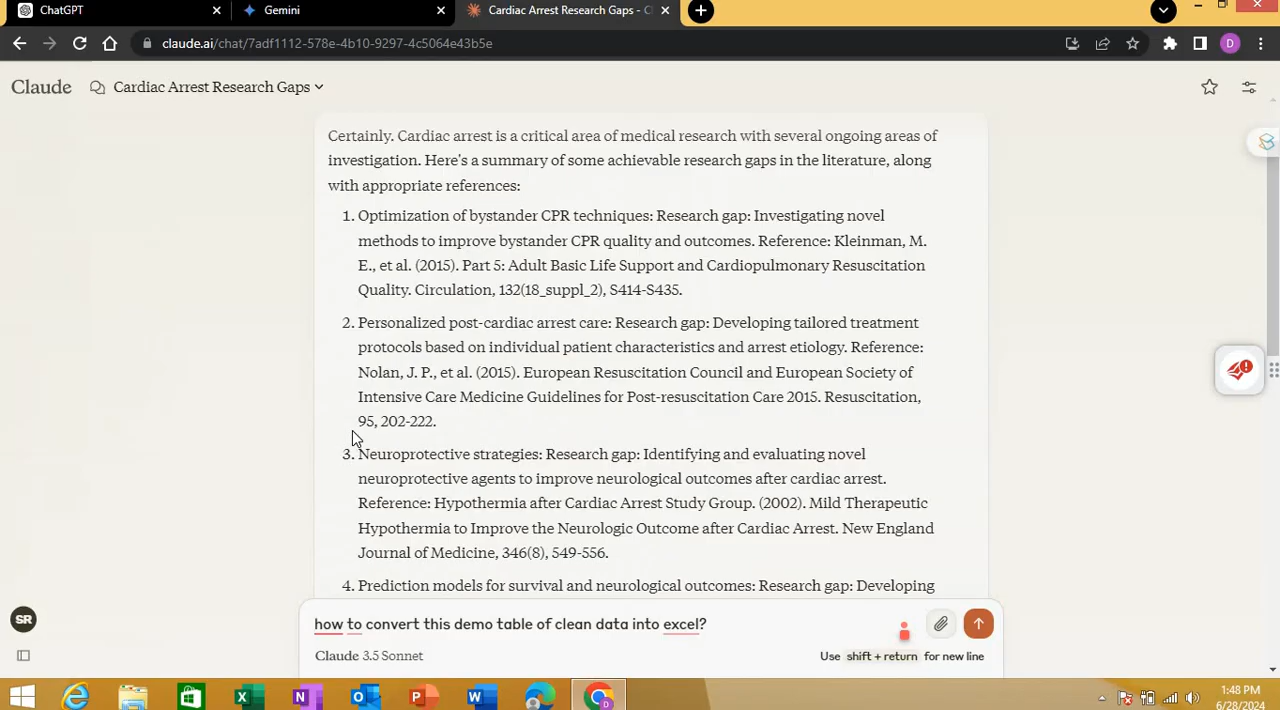 ChatGPT
Gemini
Cardiac Arrest Research Gaps - C
claude.ai/chat/7adf1112-578e-4b10-9297-4c5064e43b5e
D
Claude
Cardiac Arrest Research Gaps
Certainly. Cardiac arrest is a critical area of medical research with several ongoing areas of
investigation. Here's a summary of some achievable research gaps in the literature, along
with appropriate references:
1. Optimization of bystander CPR techniques: Research gap: Investigating novel
methods to improve bystander CPR quality and outcomes. Reference: Kleinman, M.
E., et al. (2015). Part 5: Adult Basic Life Support and Cardiopulmonary Resuscitation
Quality. Circulation, 132(18_suppl_2), S414-S435.
2. Personalized post-cardiac arrest care: Research gap: Developing tailored treatment
protocols based on individual patient characteristics and arrest etiology. Reference:
Nolan, J. P., et al. (2015). European Resuscitation Council and European Society of
Intensive Care Medicine Guidelines for Post-resuscitation Care 2015. Resuscitation,
95, 202-222.
3. Neuroprotective strategies: Research gap: Identifying and evaluating novel
neuroprotective agents to improve neurological outcomes after cardiac arrest.
Reference: Hypothermia after Cardiac Arrest Study Group. (2002). Mild Therapeutic
Hypothermia to Improve the Neurologic Outcome after Cardiac Arrest. New England
Journal of Medicine, 346(8), 549-556.
4. Prediction models for survival and neurological outcomes: Research gap: Developing
how to convert this demo table of clean data into excel?
SR
Claude 3.5 Sonnet
Use shift + return for new line
1:48 PM
6/28/2024